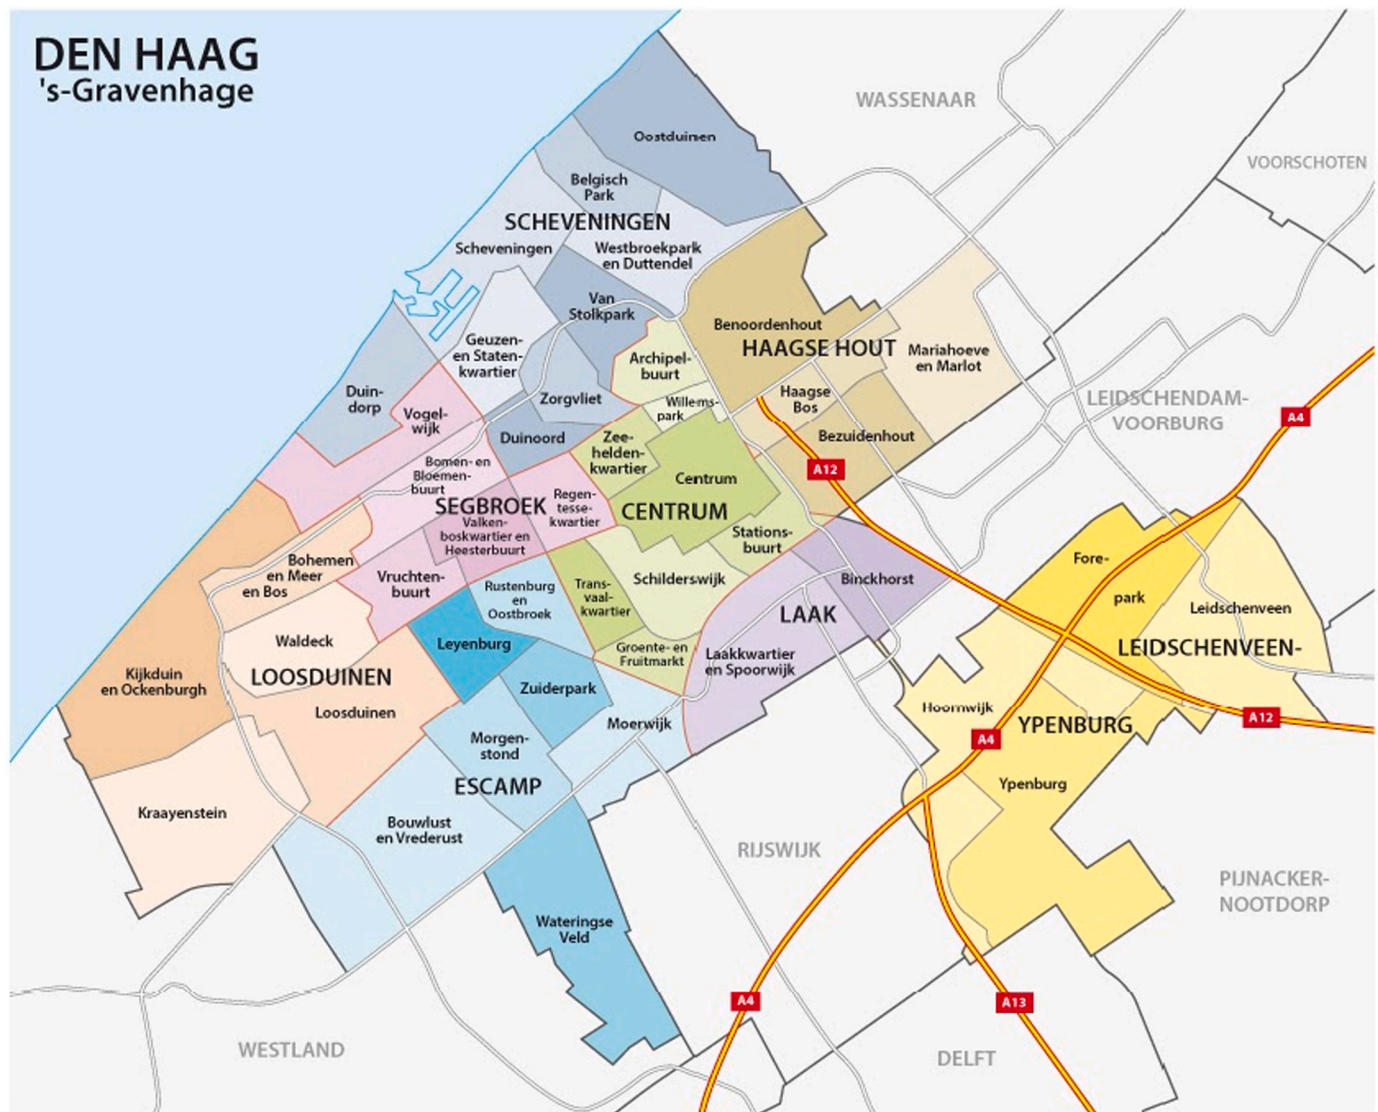 DEN HAAG
's-Gravenhage
WASSENAAR
VOORSCHOTEN
Oostduinen
Belgisch
Park
SCHEVENINGEN
Scheveningen
Westbroekpark
en Duttendel
Van
Stolkpark
Geuzen-
en Staten-
kwartier
Zorgvliet
Duin-
dorp
Duinoord
Archipel-
buurt
Willems-
park
Zee-
helden-
kwartier
Centrum
CENTRUM
Stations-
buurt
Schilderswijk
Trans-
vaal-
kwartier
Groente- en
Fruitmarkt
Benoordenhout
HAAGSE HOUT
Mariahoeve
en Marlot
Haagse
Bos
Bezuidenhout
A12
LEIDSCHENDAM-
VOORBURG
A4
Vogel-
wijk
Bomen- en
Bloemen-
buurt
SEGBROEK
Regen-
tesse-
kwartier
Valken-
boskwartier en
Heesterbuurt
Vruchten-
buurt
Bohemen
en Meer
en Bos
Waldeck
LOOSDUINEN
Kijkduin
en Ockenburgh
Loosduinen
Kraayenstein
Rustenburg
en
Oostbroek
Leyenburg
Zuiderpark
Moerwijk
Morgen-
stond
ESCAMP
Bouwlust
en Vrederust
Wateringse
Veld
Binckhorst
LAAK
Laakkwartier
en Spoorwijk
Fore-
park
Leidschenveen
LEIDSCHENVEEN-
YPENBURG
Hoornwijk
A4
A12
Ypenburg
RIJSWIJK
PIJNACKER-
NOOTDORP
A4
A13
WESTLAND
DELFT